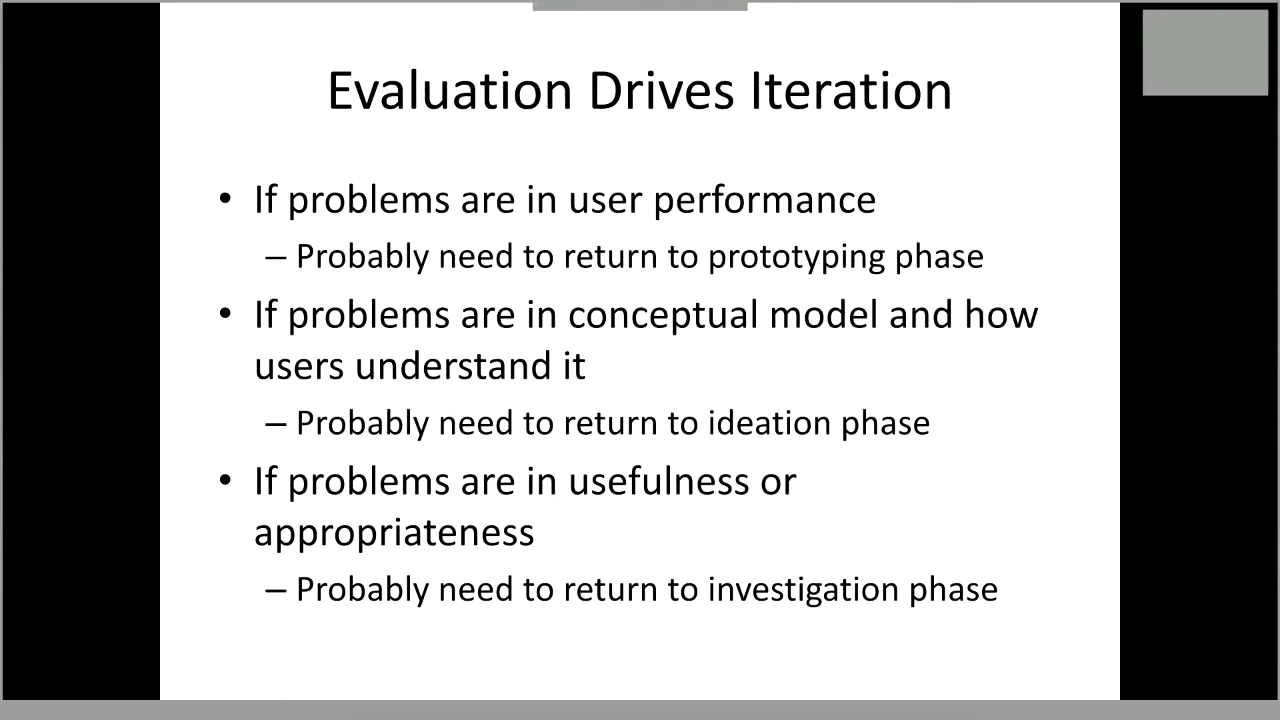 Evaluation Drives Iteration
• If problems are in user performance
– Probably need to return to prototyping phase
• If problems are in conceptual model and how
users understand it
– Probably need to return to ideation phase
• If problems are in usefulness or
appropriateness
– Probably need to return to investigation phase